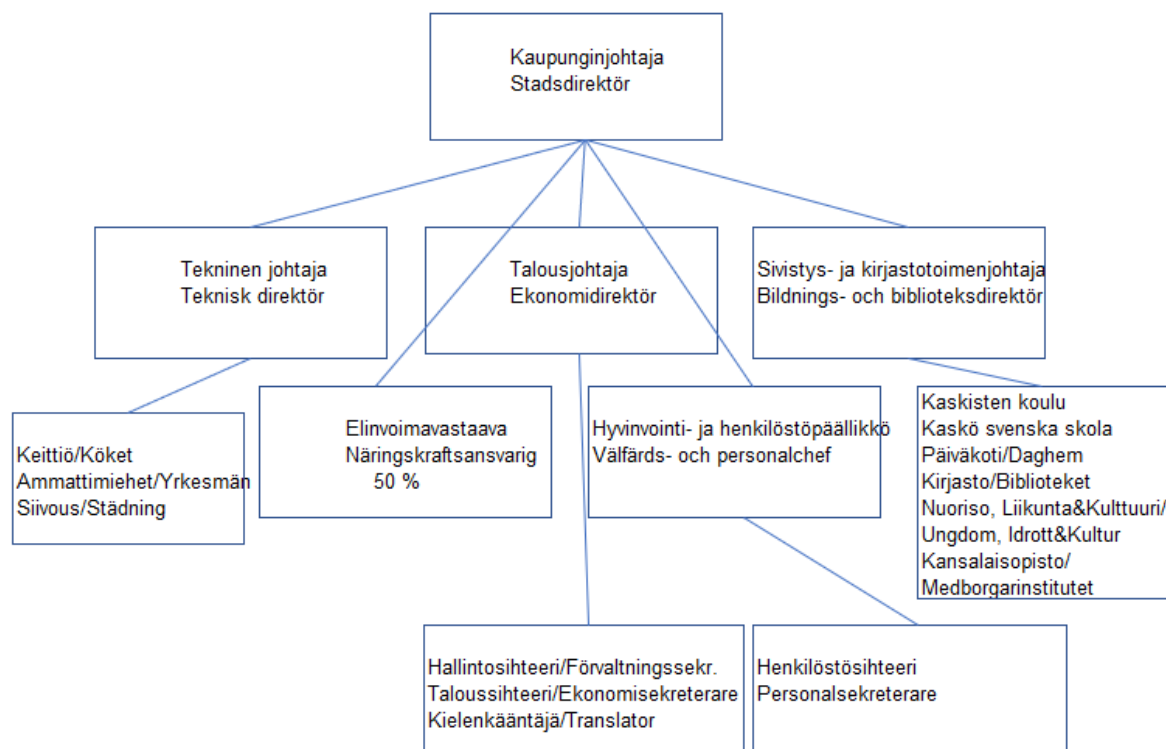 Kaupunginjohtaja
Stadsdirektör
Tekninen johtaja
Teknisk direktör
Talousjohtaja
Ekonomidirektör
Sivistys- ja kirjastotoimenjohtaja
Bildnings- och biblioteksdirektör
Keittiö/Köket
Ammattimiehet/Yrkesmän
Siivous/Städning
Elinvoimavastaava
Näringskraftsansvarig
50 %
Hyvinvointi- ja henkilöstöpäällikkö
Välfärds- och personalchef
Kaskisten koulu
Kaskö svenska skola
Päiväkoti/Daghem
Kirjasto/Biblioteket
Nuoriso, Liikunta&Kulttuuri/
Ungdom, Idrott&Kultur
Kansalaisopisto/
Medborgarinstitutet
Hallintosihteeri/Förvaltningssekr.
Taloussihteeri/Ekonomisekreterare
Kielenkääntäjä/Translator
Henkilöstösihteeri
Personalsekreterare